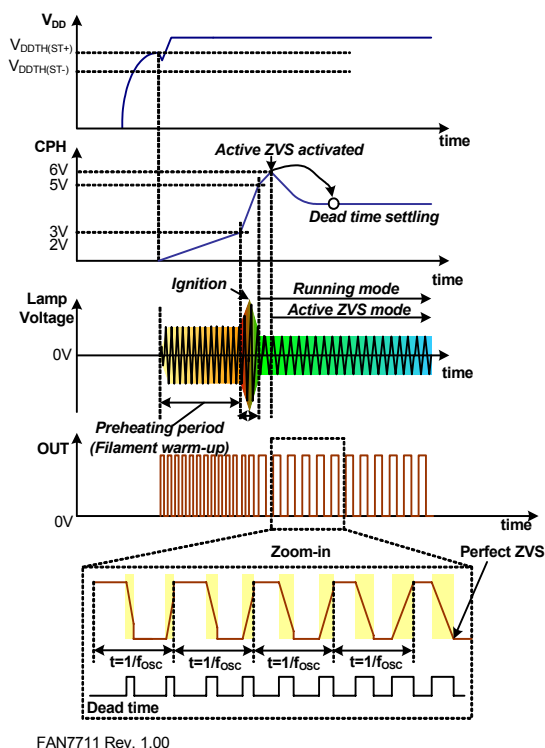 VDD
VDDTH(ST+)
VDDTH(ST-)
time
CPH
Active ZVS activated
6V
5V
Dead time settling
3V
2V
time
Ignition
Running mode
Lamp
Voltage
Active ZVS mode
0V
time
Preheating period
(Filament warm-up)
OUT
0V
time
Zoom-in
Perfect ZVS
t=1/fOSC t=1/fOSC t=1/fOSC t=1/fOSC
Dead time
FAN7711 Rev. 1.00